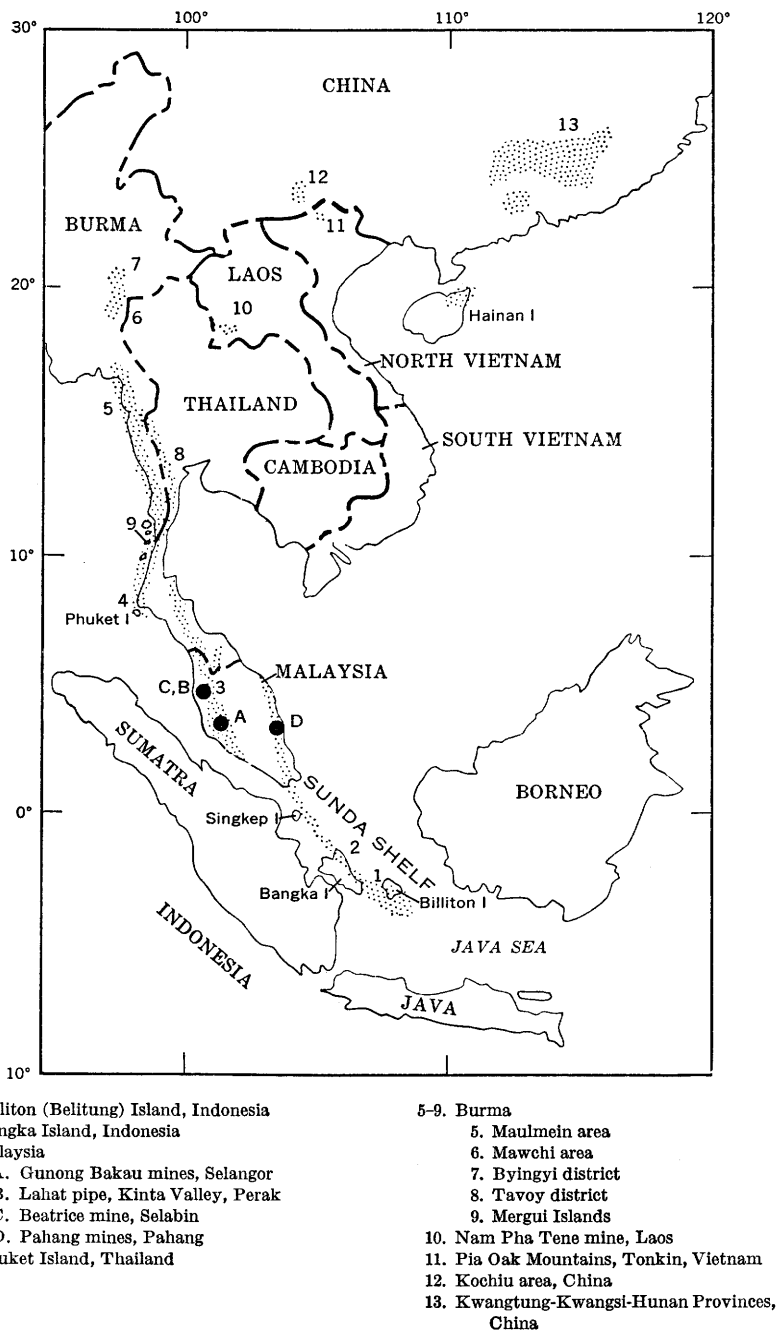 100° 110° 120°
30°
CHINA
13
12
11
BURMA
7
LAOS
20°
6
10
Hainan I
NORTH VIETNAM
5
THAILAND
SOUTH VIETNAM
8
CAMBODIA
9
10°
4
Phuket I
MALAYSIA
C,B 3
A D
SUMATRA
SUNDA SHELF
BORNEO
0°
Singkep I
2
1
Bangka I
Billiton I
INDONESIA
JAVA SEA
JAVA
10°
liton (Belitung) Island, Indonesia
ngka Island, Indonesia
laysia
. Gunong Bakau mines, Selangor
. Lahat pipe, Kinta Valley, Perak
. Beatrice mine, Selabin
. Pahang mines, Pahang
uket Island, Thailand
5–9. Burma
5. Maulmein area
6. Mawchi area
7. Byingyi district
8. Tavoy district
9. Mergui Islands
10. Nam Pha Tene mine, Laos
11. Pia Oak Mountains, Tonkin, Vietnam
12. Kochiu area, China
13. Kwangtung-Kwangsi-Hunan Provinces,
China